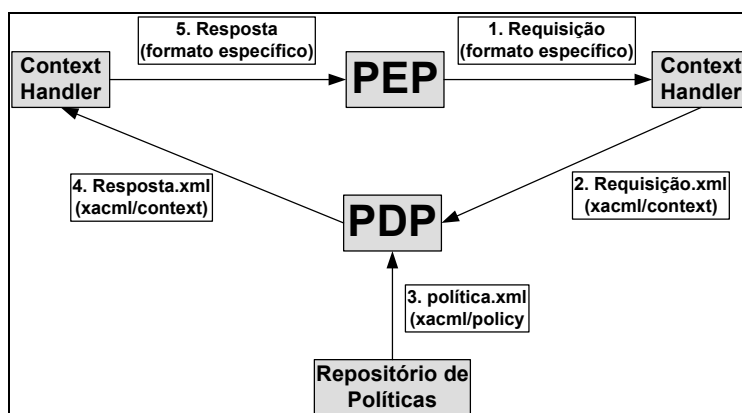 5. Resposta
(formato específico)
1. Requisição
(formato específico)
Context
Handler
PEP
Context
Handler
4. Resposta.xml
(xacml/context)
2. Requisição.xml
(xacml/context)
PDP
3. política.xml
(xacml/policy
Repositório de
Políticas